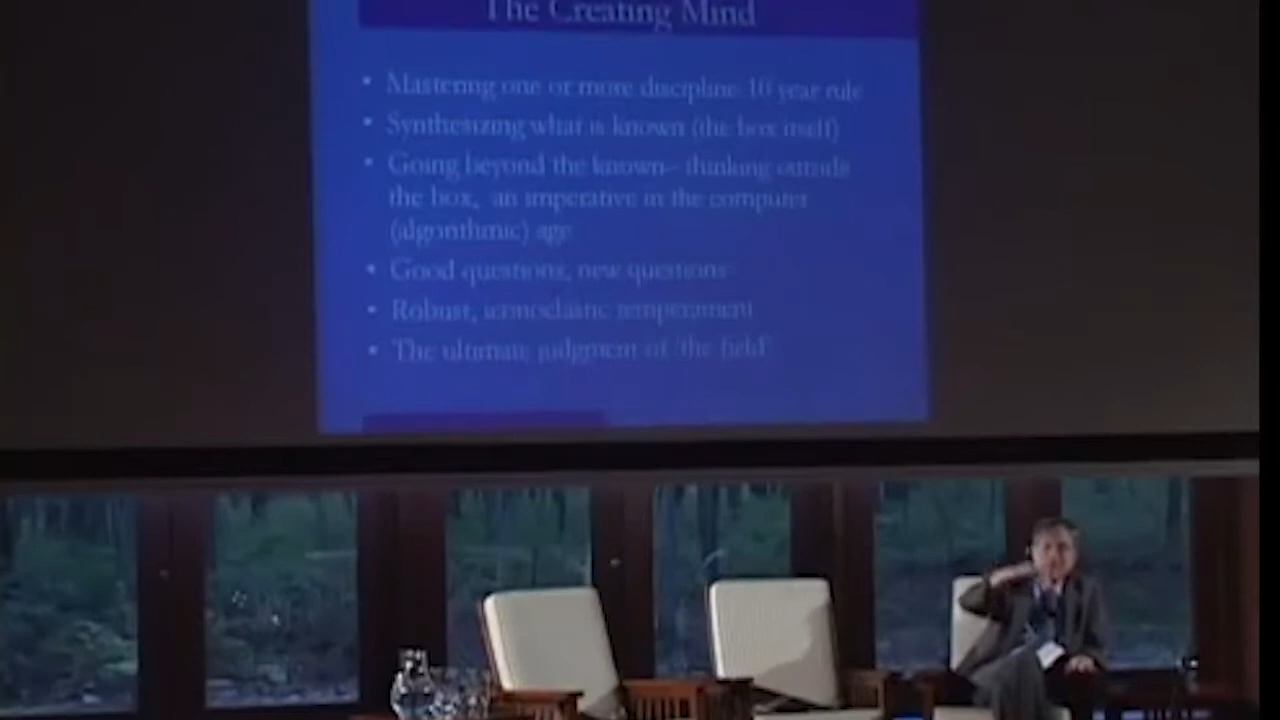 The Creating Mind
• Mastering one or more discipline-10 year rule
• Synthesizing what is known (the box itself)
• Going beyond the known– thinking outside
the box, an imperative in the computer
(algorithmic) age
• Good questions, new questions
• Robust, iconoclastic temperament
• The ultimate judgment of 'the field'